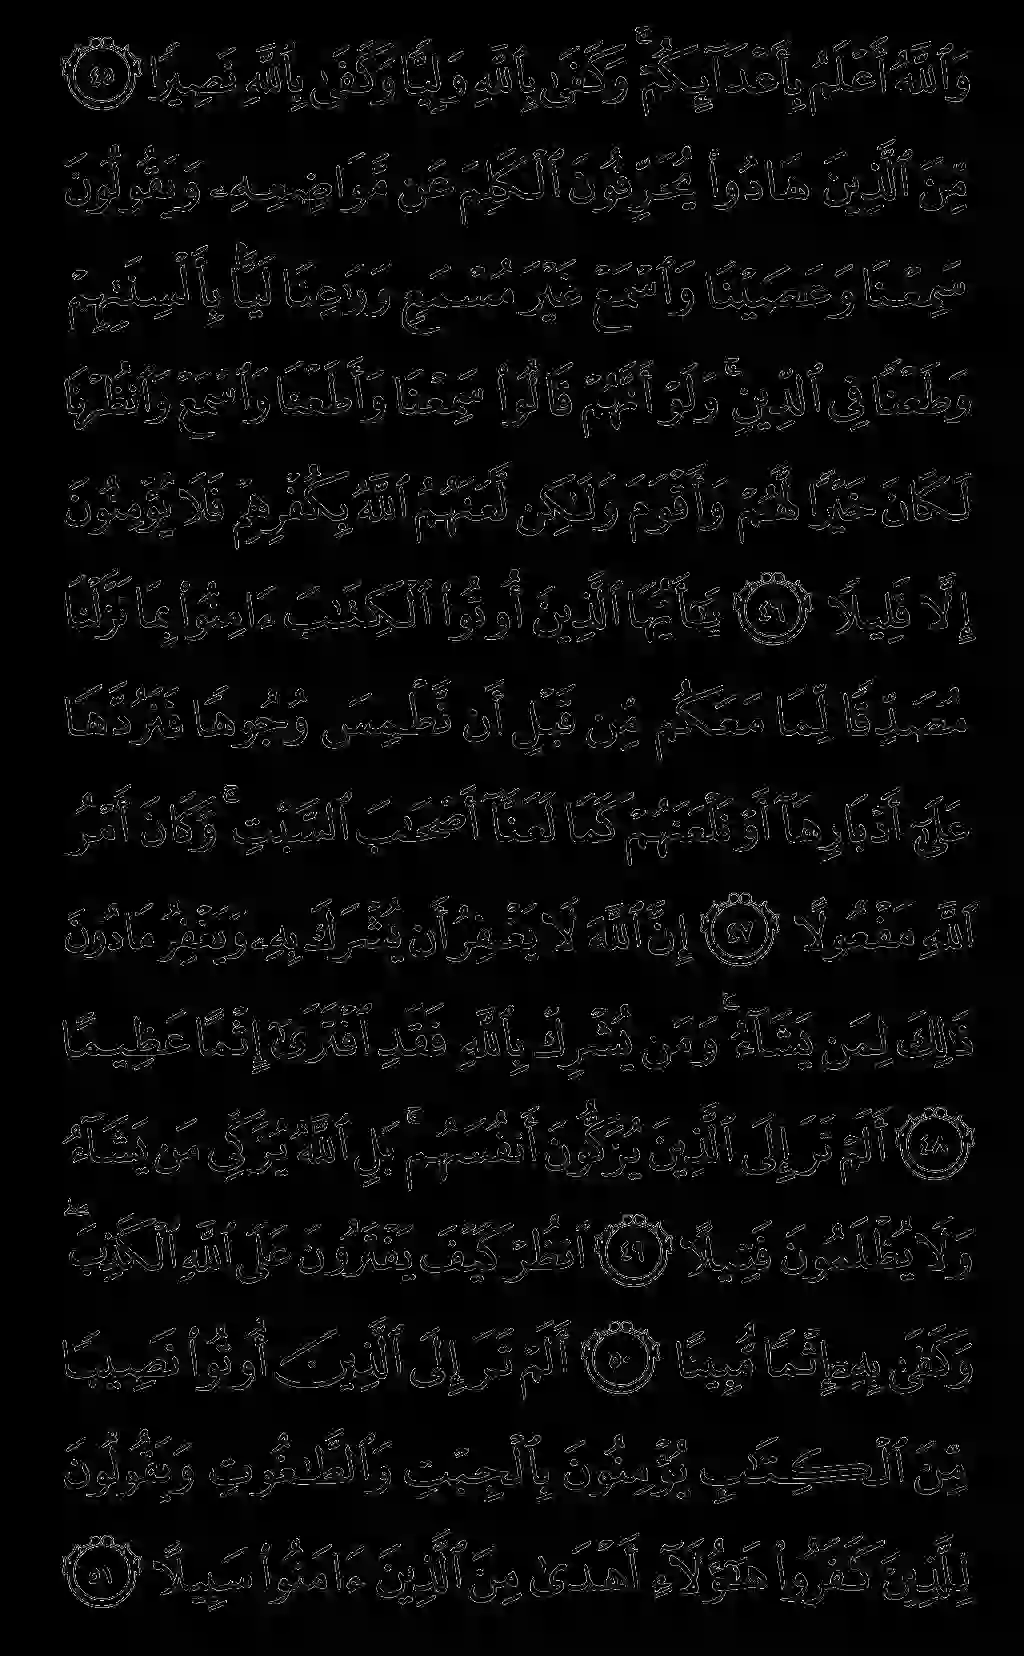 وَٱللَّهُ أَعْلَمُ بِأَعْدَآئِكُمْ ۚ وَكَفَىٰ بِٱللَّهِ وَلِيًّا وَكَفَىٰ بِٱللَّهِ نَصِيرًا ٤٥
مِّنَ ٱلَّذِينَ هَادُوا۟ يُحَرِّفُونَ ٱلْكَلِمَ عَن مَّوَاضِعِهِۦ وَيَقُولُونَ
سَمِعْنَا وَعَصَيْنَا وَٱسْمَعْ غَيْرَ مُسْمَعٍ وَرَٰعِنَا لَيًّۢا بِأَلْسِنَتِهِمْ
وَطَعْنًا فِى ٱلدِّينِ ۚ وَلَوْ أَنَّهُمْ قَالُوا۟ سَمِعْنَا وَأَطَعْنَا وَٱسْمَعْ وَٱنظُرْنَا
لَكَانَ خَيْرًا لَّهُمْ وَأَقْوَمَ وَلَـٰكِن لَّعَنَهُمُ ٱللَّهُ بِكُفْرِهِمْ فَلَا يُؤْمِنُونَ
إِلَّا قَلِيلًا ٤٦ يَـٰٓأَيُّهَا ٱلَّذِينَ أُوتُوا۟ ٱلْكِتَـٰبَ ءَامِنُوا۟ بِمَا نَزَّلْنَا
مُصَدِّقًا لِّمَا مَعَكُم مِّن قَبْلِ أَن نَّطْمِسَ وُجُوهًا فَنَرُدَّهَا
عَلَىٰٓ أَدْبَارِهَآ أَوْ نَلْعَنَهُمْ كَمَا لَعَنَّآ أَصْحَـٰبَ ٱلسَّبْتِ ۚ وَكَانَ أَمْرُ
ٱللَّهِ مَفْعُولًا ٤٧ إِنَّ ٱللَّهَ لَا يَغْفِرُ أَن يُشْرَكَ بِهِۦ وَيَغْفِرُ مَا دُونَ
ذَٰلِكَ لِمَن يَشَآءُ ۚ وَمَن يُشْرِكْ بِٱللَّهِ فَقَدِ ٱفْتَرَىٰٓ إِثْمًا عَظِيمًا
٤٨ أَلَمْ تَرَ إِلَى ٱلَّذِينَ يُزَكُّونَ أَنفُسَهُم ۚ بَلِ ٱللَّهُ يُزَكِّى مَن يَشَآءُ
وَلَا يُظْلَمُونَ فَتِيلًا ٤٩ ٱنظُرْ كَيْفَ يَفْتَرُونَ عَلَى ٱللَّهِ ٱلْكَذِبَ ۖ
وَكَفَىٰ بِهِۦٓ إِثْمًا مُّبِينًا ٥٠ أَلَمْ تَرَ إِلَى ٱلَّذِينَ أُوتُوا۟ نَصِيبًا
مِّنَ ٱلْكِتَـٰبِ يُؤْمِنُونَ بِٱلْجِبْتِ وَٱلطَّـٰغُوتِ وَيَقُولُونَ
لِلَّذِينَ كَفَرُوا۟ هَـٰٓؤُلَآءِ أَهْدَىٰ مِنَ ٱلَّذِينَ ءَامَنُوا۟ سَبِيلًا ٥١